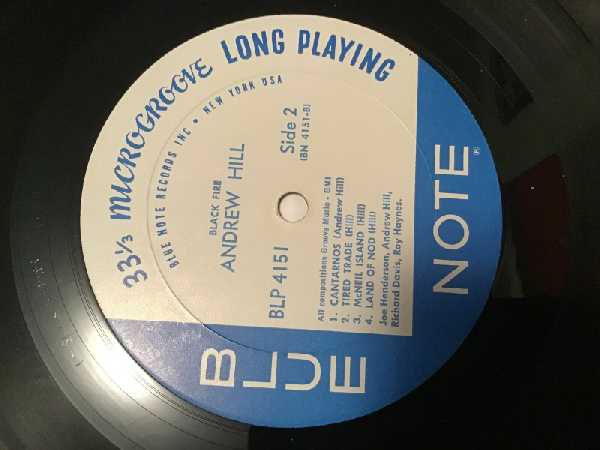 33⅓ MICROGROOVE LONG PLAYING
BLUE NOTE RECORDS INC • NEW YORK USA
BLACK FIRE
ANDREW HILL
BLP 4151
Side 2
(BN 4151-B)
All compositions Groove Music - BMI
1. CANTARNOS (Andrew Hill)
2. TIRED TRADE (Hill)
3. McNEIL ISLAND (Hill)
4. LAND OF NOD (Hill)
Joe Henderson, Andrew Hill,
Richard Davis, Roy Haynes.
BLUE
NOTE